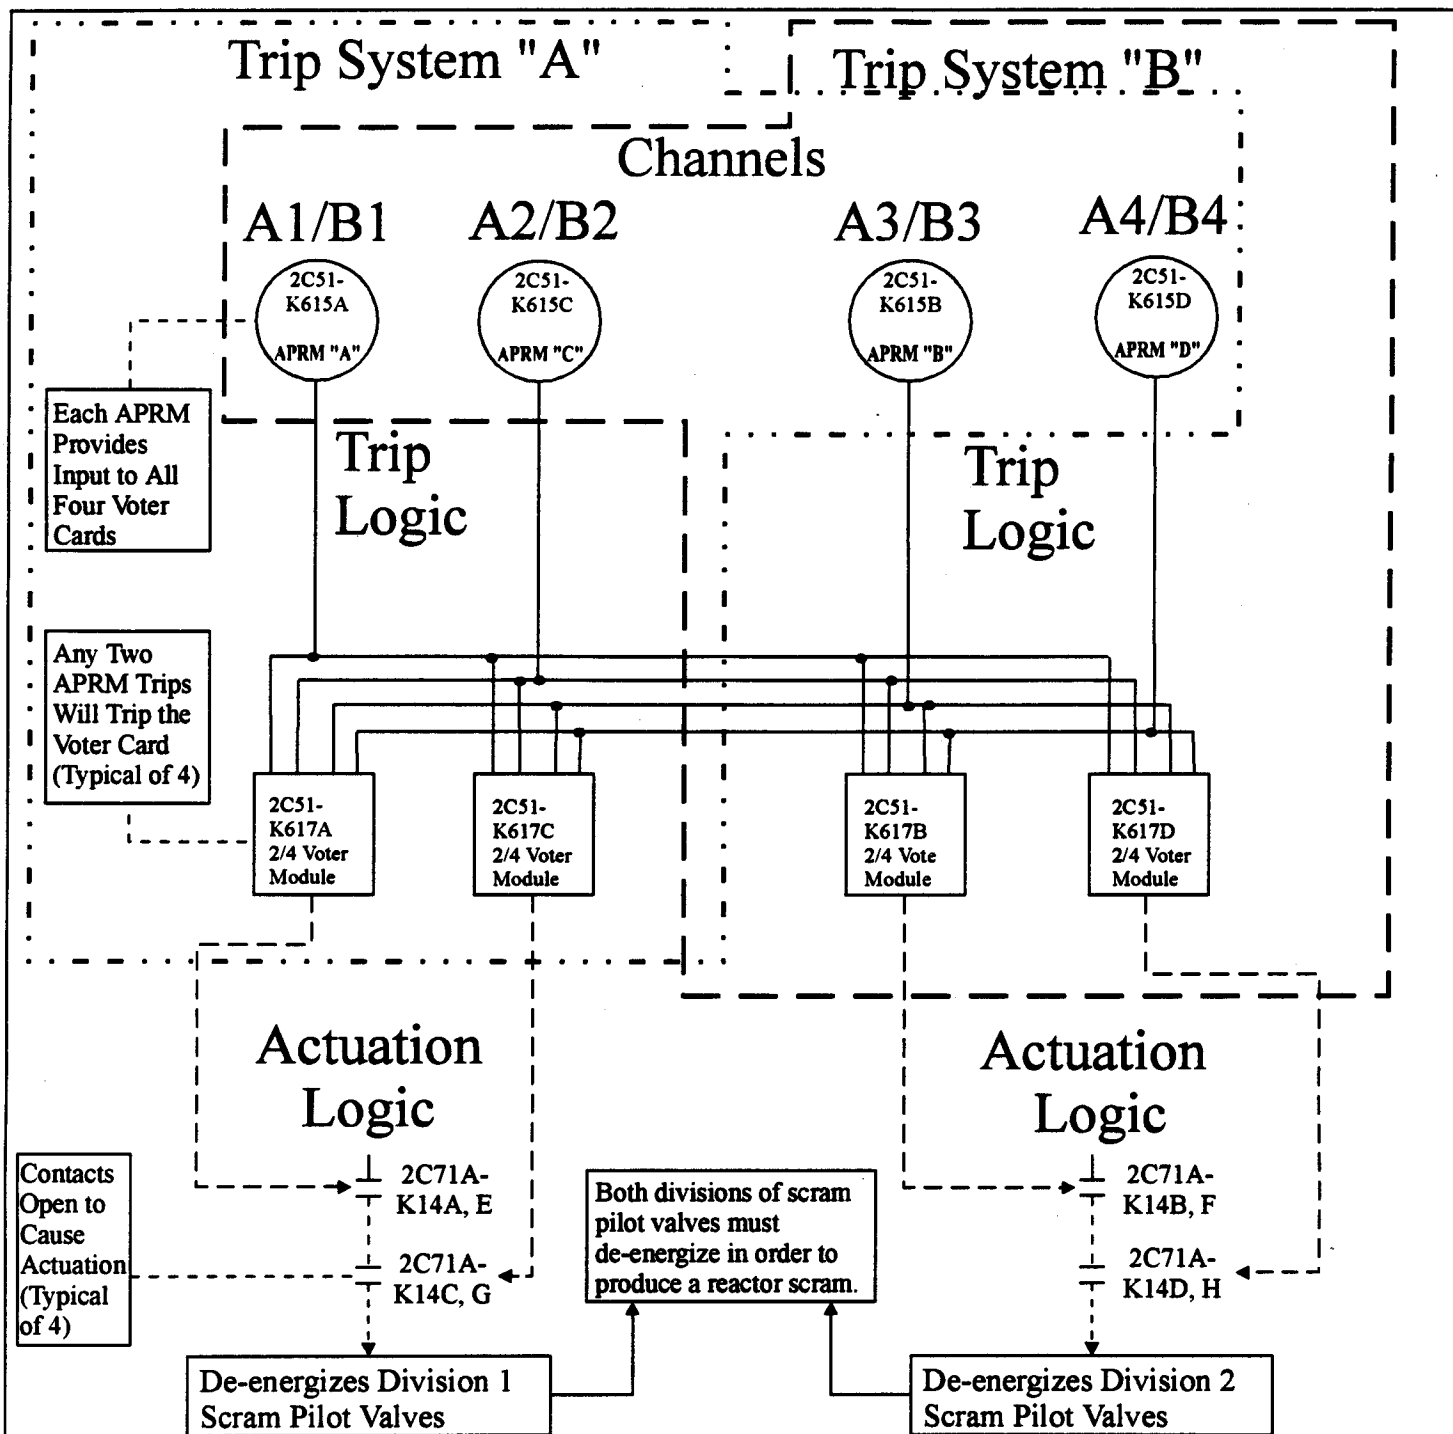 Trip System "A"
Trip System "B"
Channels
A1/B1
A2/B2
A3/B3
A4/B4
2C51-
K615A
APRM "A"
2C51-
K615C
APRM "C"
2C51-
K615B
APRM "B"
2C51-
K615D
APRM "D"
Each APRM
Provides
Input to All
Four Voter
Cards
Trip
Logic
Trip
Logic
Any Two
APRM Trips
Will Trip the
Voter Card
(Typical of 4)
2C51-
K617A
2/4 Voter
Module
2C51-
K617C
2/4 Voter
Module
2C51-
K617B
2/4 Vote
Module
2C51-
K617D
2/4 Voter
Module
Actuation
Logic
Actuation
Logic
Contacts
Open to
Cause
Actuation
(Typical
of 4)
2C71A-
K14A, E
2C71A-
K14C, G
Both divisions of scram
pilot valves must
de-energize in order to
produce a reactor scram.
2C71A-
K14B, F
2C71A-
K14D, H
De-energizes Division 1
Scram Pilot Valves
De-energizes Division 2
Scram Pilot Valves